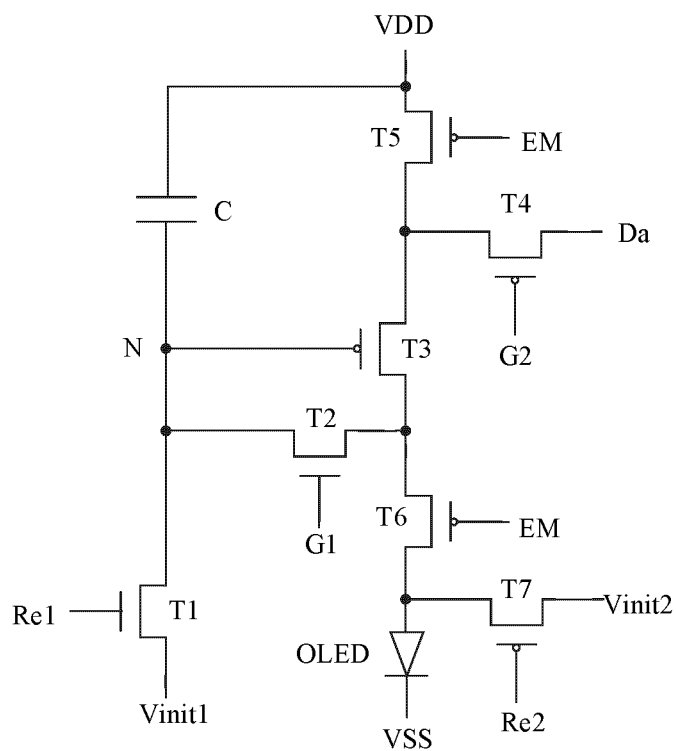 VDD
T5
EM
C
T4
Da
N
T3
G2
T2
T6
EM
G1
T7
Re1
T1
Vinit2
OLED
Vinit1
VSS
Re2